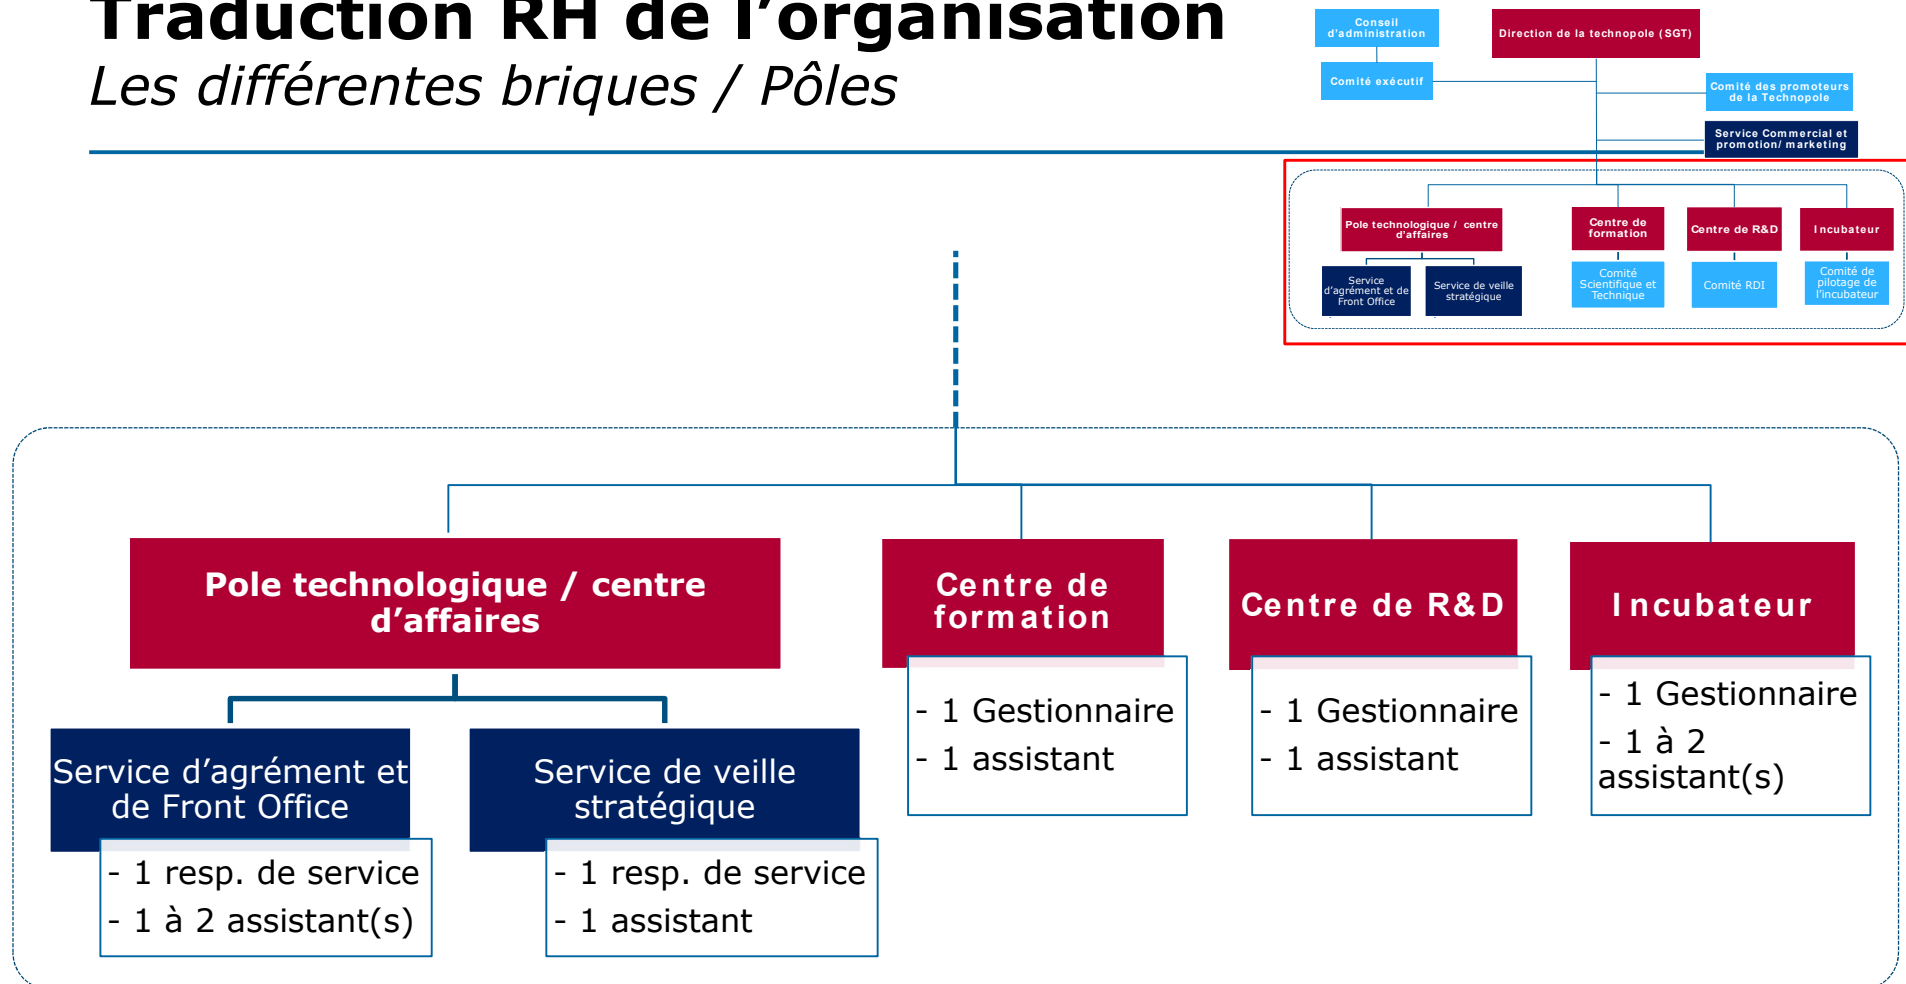 Traduction RH de l’organisation
Les différentes briques / Pôles
Conseil
d’administration
Direction de la technopole (SGT)
Comité exécutif
Comité des promoteurs
de la Technopole
Service Commercial et
promotion/ marketing
Pole technologique / centre
d’affaires
Centre de
formation
Centre de R&D
Incubateur
Service
d’agrément et de
Front Office
Service de veille
stratégique
Comité
Scientifique et
Technique
Comité RDI
Comité de
pilotage de
l’incubateur
Pole technologique / centre
d’affaires
Centre de
formation
Centre de R&D
Incubateur
Service d’agrément et
de Front Office
- 1 resp. de service
- 1 à 2 assistant(s)
Service de veille
stratégique
- 1 resp. de service
- 1 assistant
- 1 Gestionnaire
- 1 assistant
- 1 Gestionnaire
- 1 assistant
- 1 Gestionnaire
- 1 à 2
assistant(s)